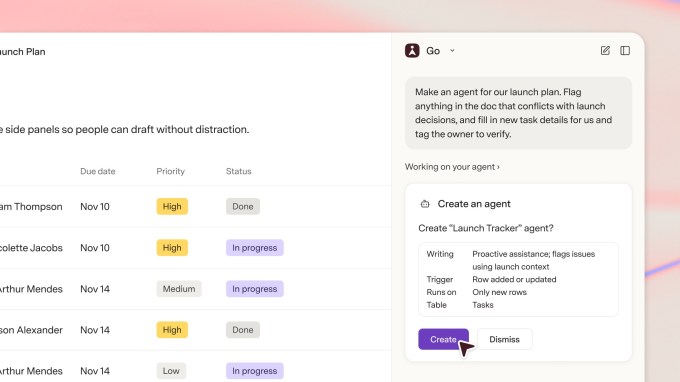 Launch Plan
Go
Make an agent for our launch plan. Flag
anything in the doc that conflicts with launch
decisions, and fill in new task details for us and
tag the owner to verify.
side panels so people can draft without distraction.
Due date Priority Status
Thompson Nov 10 High Done
Jacobs Nov 10 High In progress
Arthur Mendes Nov 14 Medium In progress
Alexander Nov 14 High Done
Arthur Mendes Nov 14 Low In progress
Working on your agent ›
Create an agent
Create “Launch Tracker” agent?
Writing Proactive assistance; flags issues
using launch context
Trigger Row added or updated
Runs on Only new rows
Table Tasks
Create Dismiss